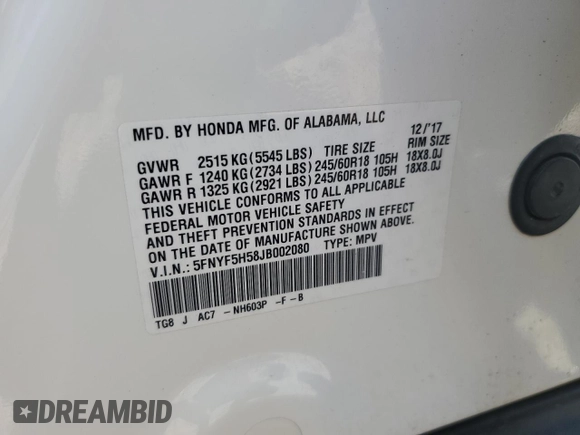 MFD. BY HONDA MFG. OF ALABAMA, LLC 12/'17
GVWR 2515 KG (5545 LBS) TIRE SIZE RIM SIZE
GAWR F 1240 KG (2734 LBS) 245/60R18 105H 18X8.0J
GAWR R 1325 KG (2921 LBS) 245/60R18 105H 18X8.0J
THIS VEHICLE CONFORMS TO ALL APPLICABLE
FEDERAL MOTOR VEHICLE SAFETY
AND THEFT PREVENTION STANDARDS IN EFFECT
ON THE DATE OF MANUFACTURE SHOWN ABOVE.
V.I.N.: 5FNYF5H58JB002080 TYPE: MPV
TG8 J AC7 -NH603P -F-B
DREAMBID